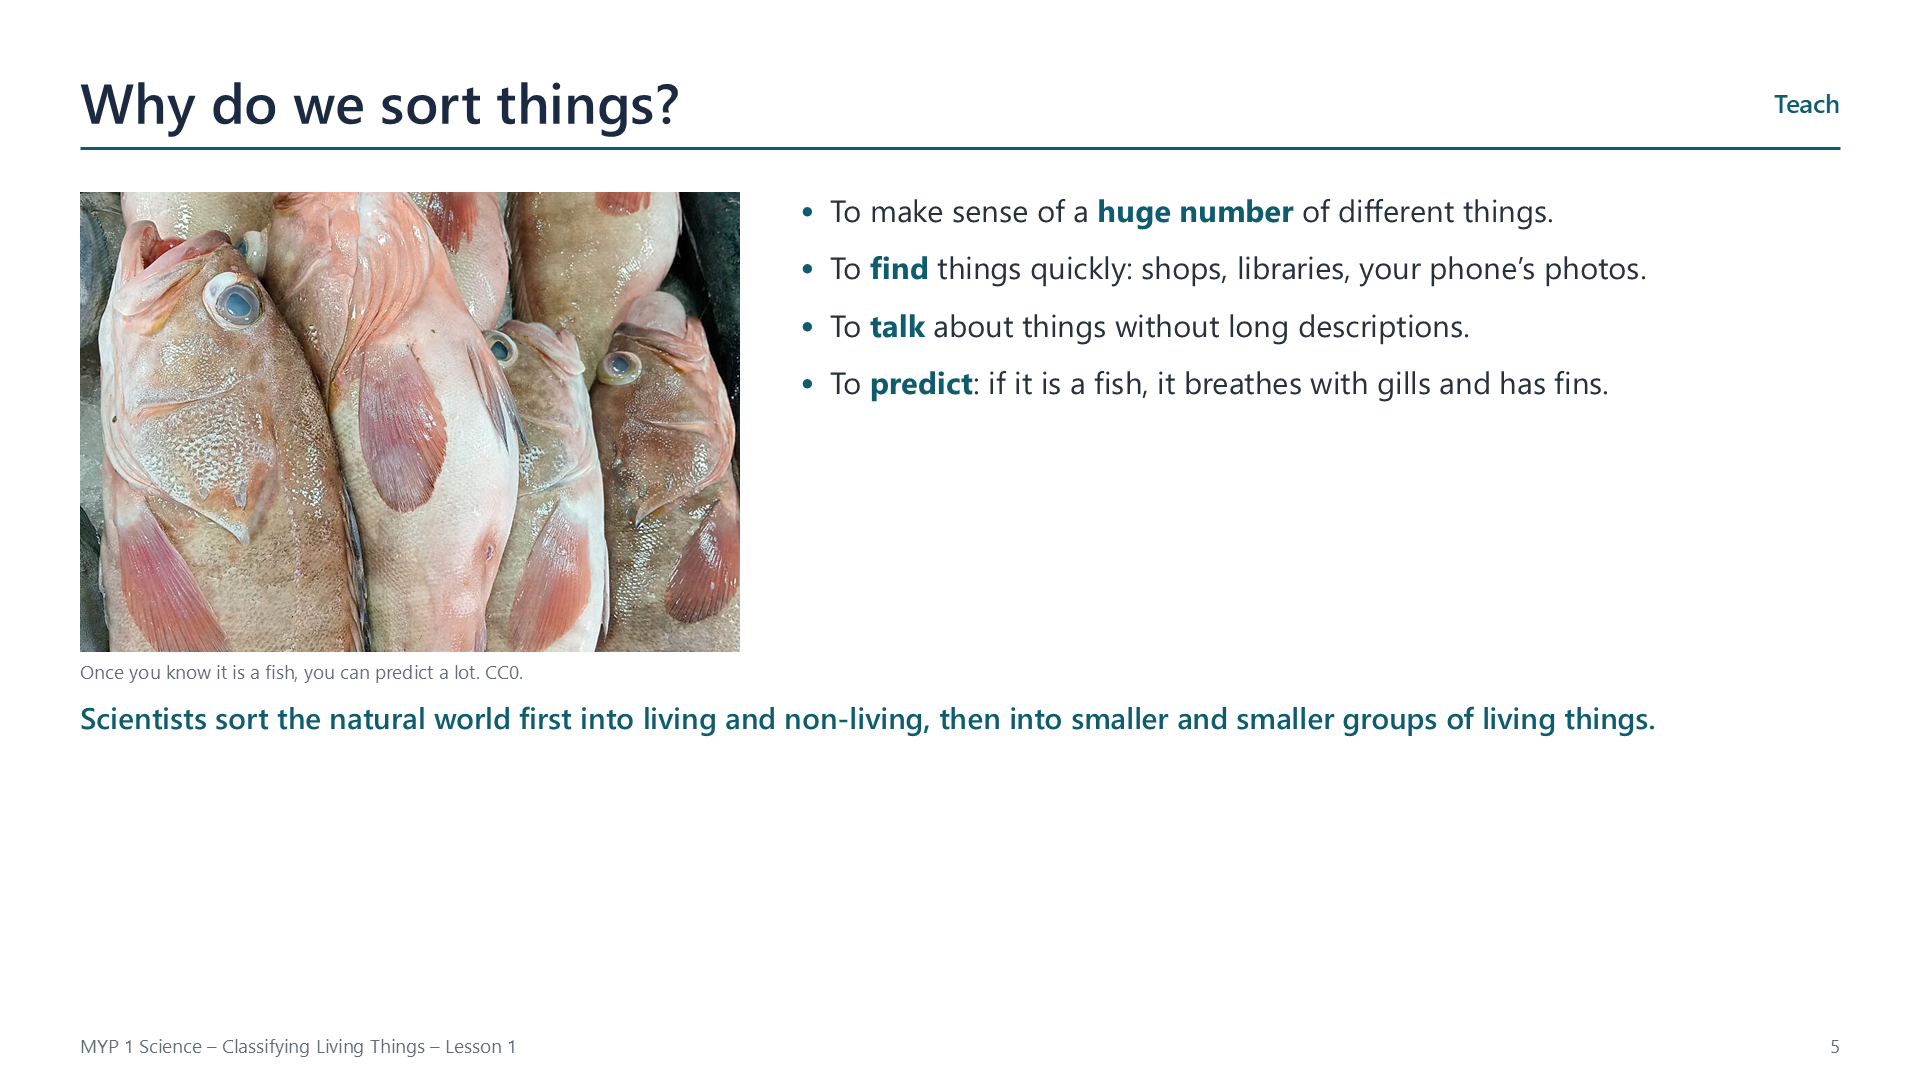 Why do we sort things?
Teach
• To make sense of a huge number of different things.
• To find things quickly: shops, libraries, your phone’s photos.
• To talk about things without long descriptions.
• To predict: if it is a fish, it breathes with gills and has fins.
Once you know it is a fish, you can predict a lot. CC0.
Scientists sort the natural world first into living and non-living, then into smaller and smaller groups of living things.
MYP 1 Science – Classifying Living Things – Lesson 1
5